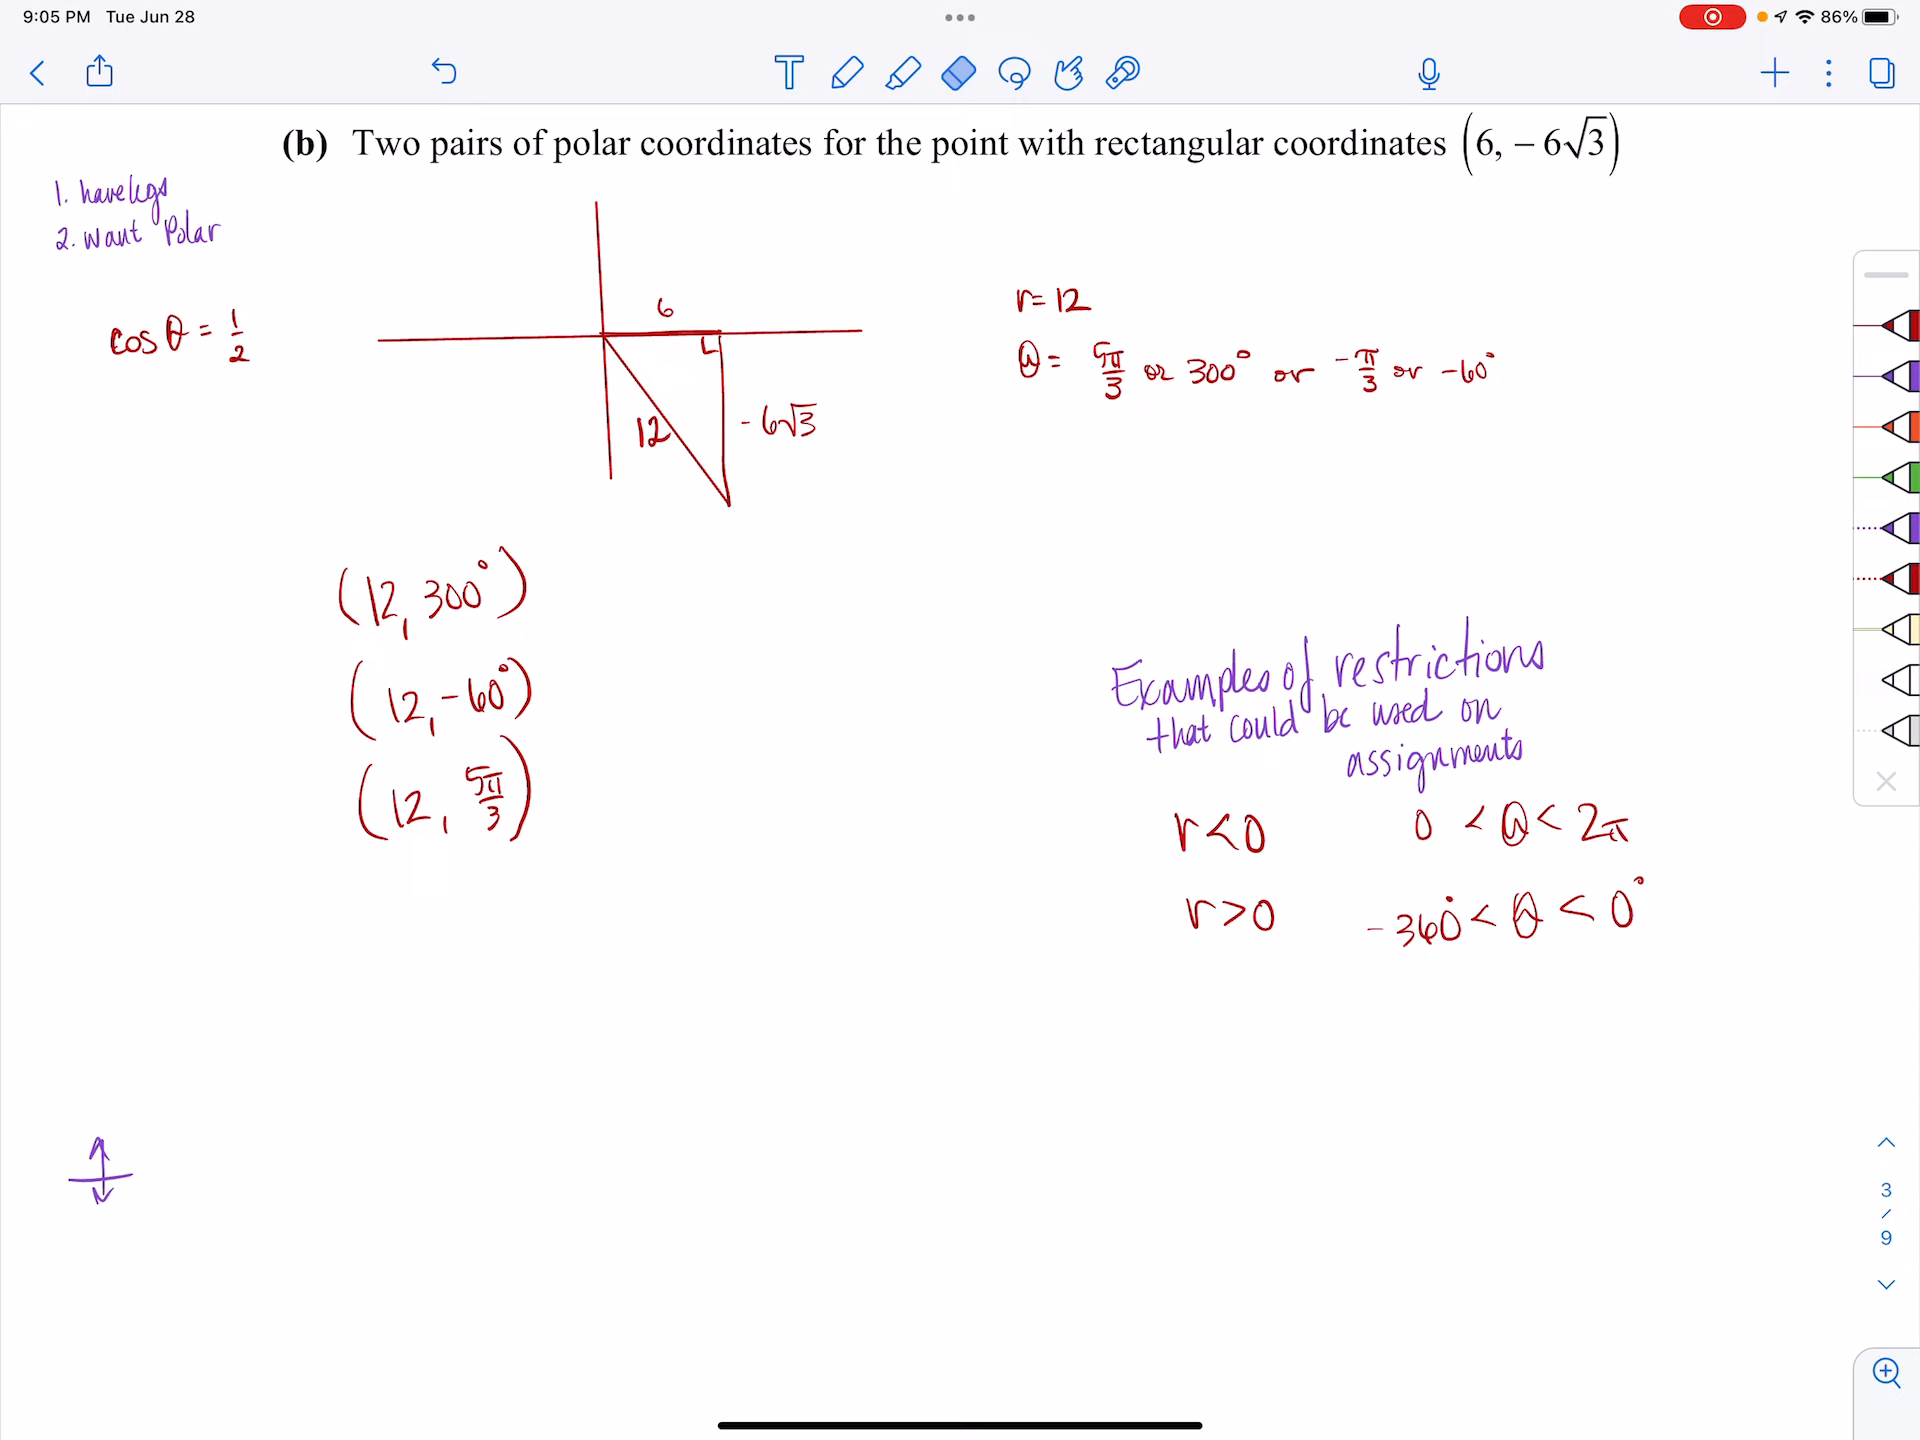 9:05 PM Tue Jun 28
86%
(b) Two pairs of polar coordinates for the point with rectangular coordinates (6, − 6√3)
1. have legs
2. want Polar
cos θ = 1/2
6
12
- 6√3
r = 12
θ = 5π/3 or 300° or -π/3 or -60°
(12, 300°)
(12, -60°)
(12, 5π/3)
Examples of restrictions
that could be used on
assignments
r<0 0 < θ < 2π
r>0 -360° < θ < 0°
3
/
9